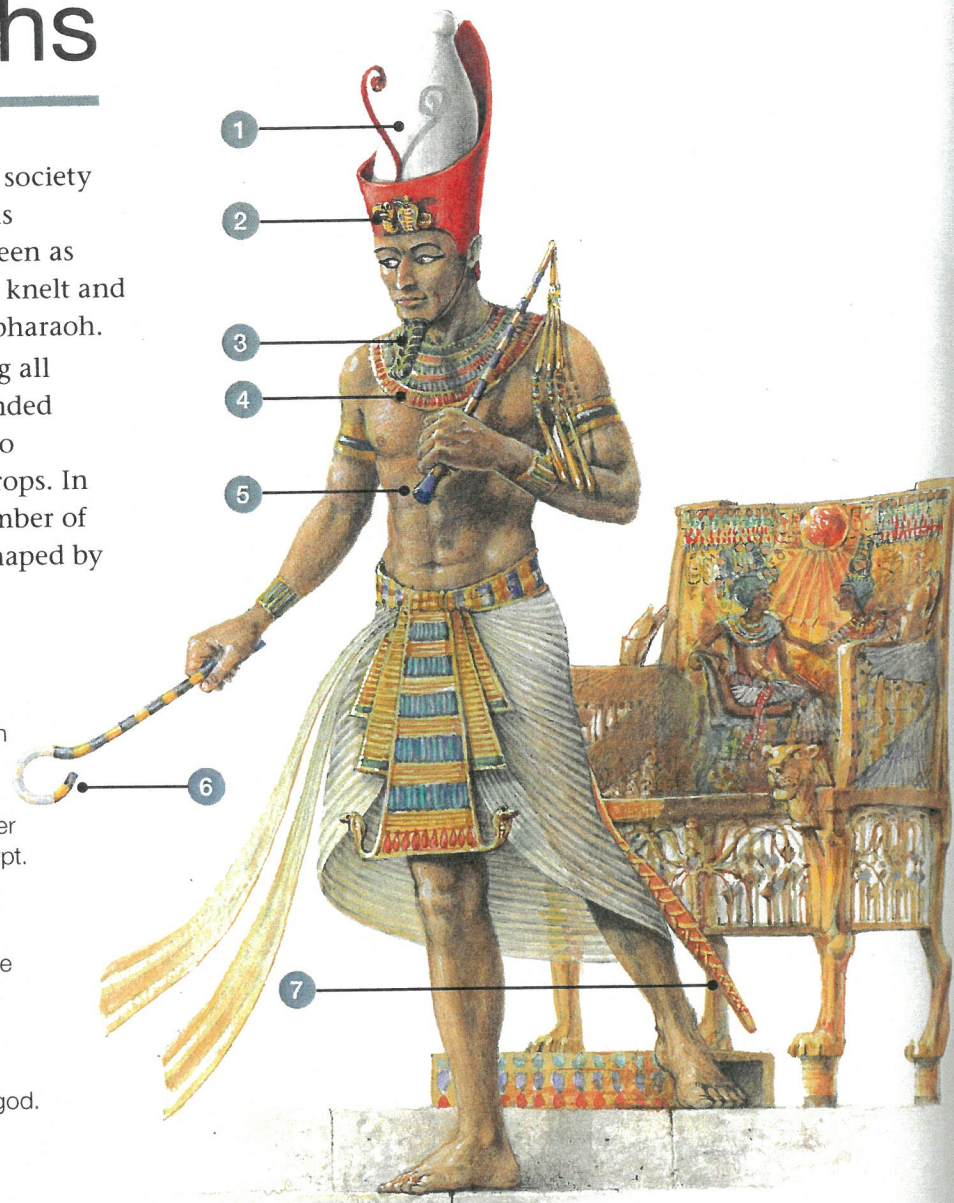 hs
society
een as
knelt and
pharaoh.
g all
nded
o
rops. In
mber of
haped by
n
er
pt.
e
god.
1
2
3
4
5
6
7